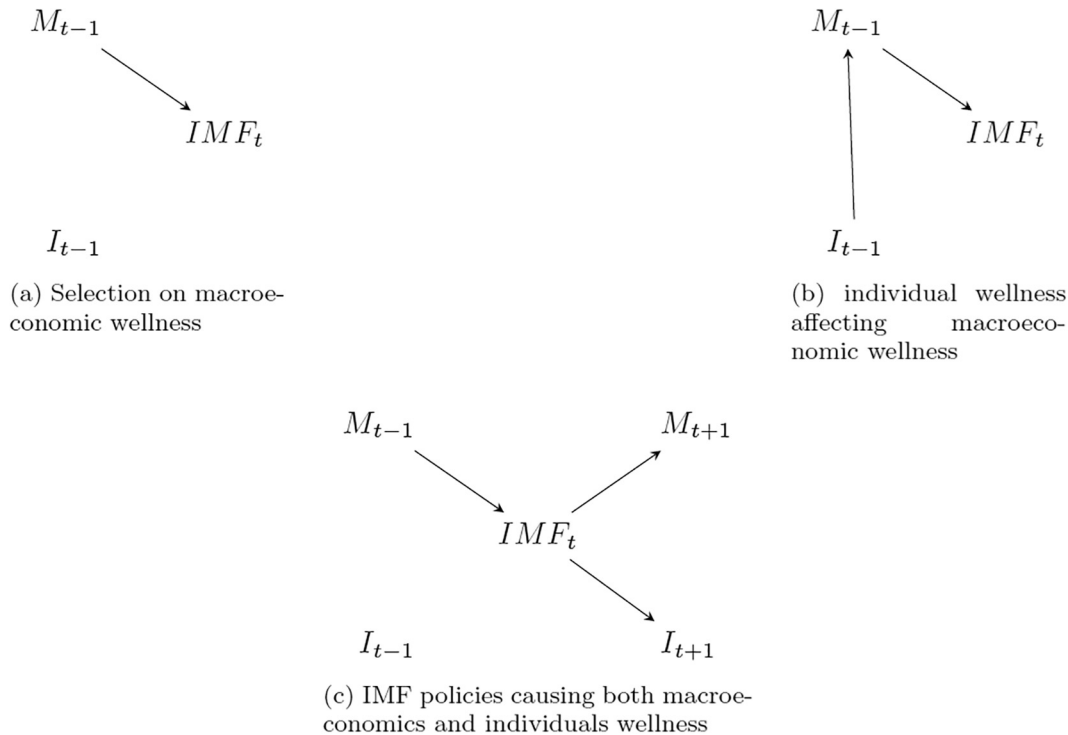 M_{t−1}
IMF_t
I_{t−1}
(a) Selection on macroe-
conomic wellness
M_{t−1}
IMF_t
I_{t−1}
(b) individual wellness
affecting macroeco-
nomic wellness
M_{t−1} M_{t+1}
IMF_t
I_{t−1} I_{t+1}
(c) IMF policies causing both macroe-
conomics and individuals wellness